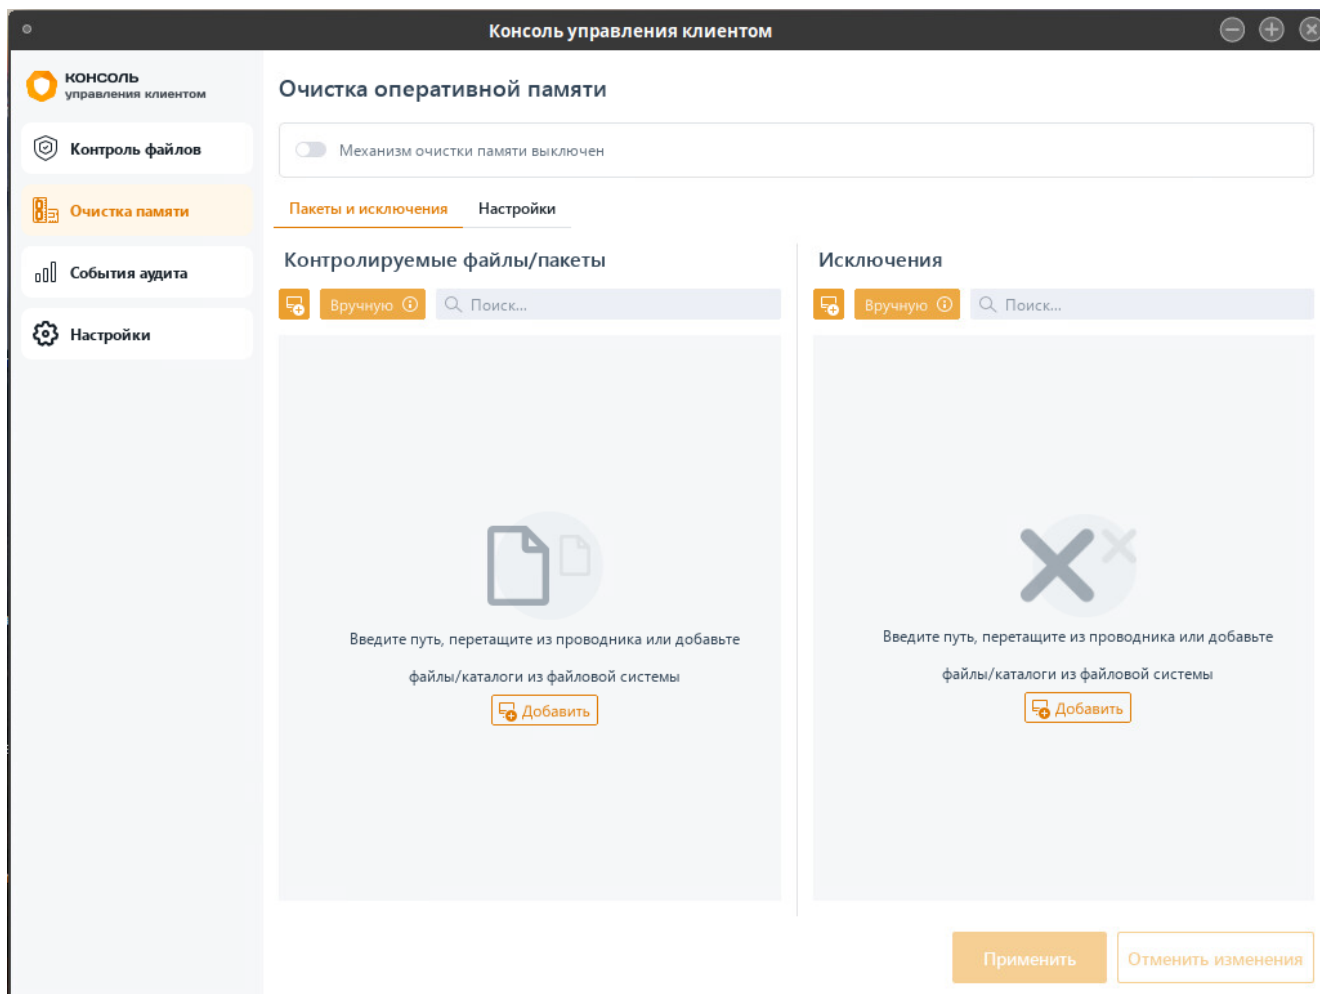 Консоль управления клиентом
КОНСОЛЬ
управления клиентом
Контроль файлов
Очистка памяти
События аудита
Настройки
Очистка оперативной памяти
Механизм очистки памяти выключен
Пакеты и исключения
Настройки
Контролируемые файлы/пакеты
Вручную
Поиск...
Введите путь, перетащите из проводника или добавьте
файлы/каталоги из файловой системы
Добавить
Исключения
Вручную
Поиск...
Введите путь, перетащите из проводника или добавьте
файлы/каталоги из файловой системы
Добавить
Применить
Отменить изменения